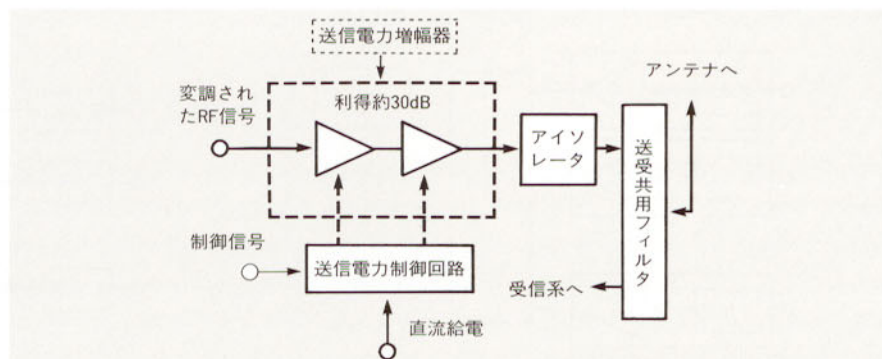 送信電力増幅器
アンテナへ
変調され
たRF信号
利得約30dB
アイソ
レータ
送受共用フィルタ
制御信号
送信電力制御回路
受信系へ
直流給電